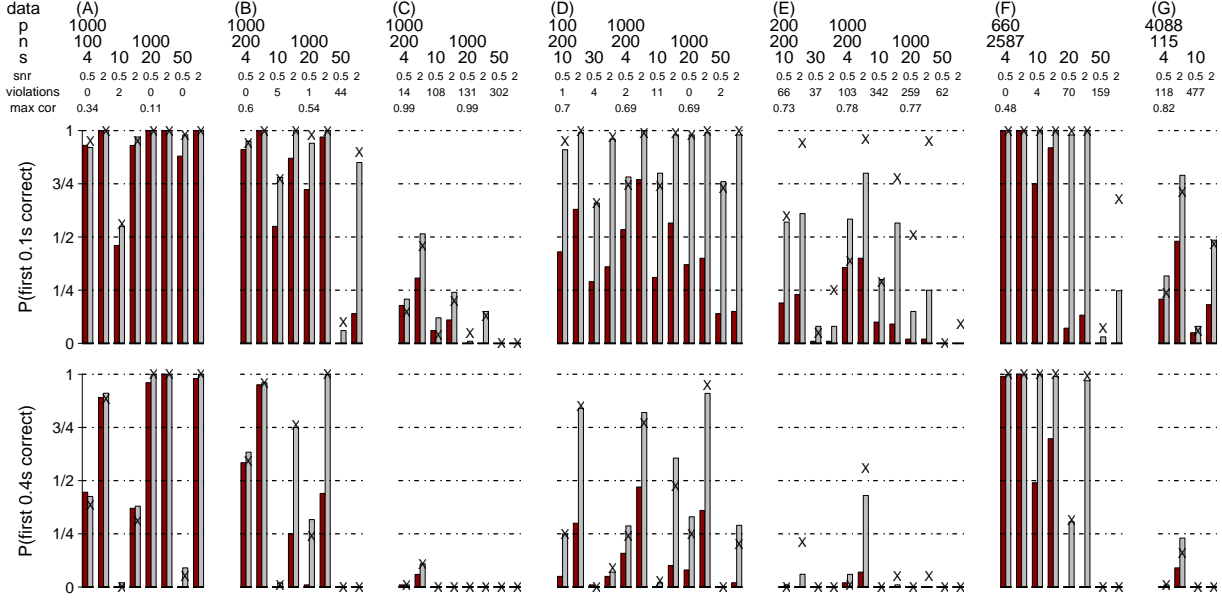 data (A) (B) (C) (D) (E) (F) (G)
p 1000 1000 1000 100 1000 200 1000 660 4088
n 100 1000 200 1000 200 1000 200 200 1000 200 200 1000 2587 115
s 4 10 20 50 4 10 20 50 4 10 20 50 10 30 4 10 20 50 10 30 4 10 20 50 4 10 20 50 4 10
snr 0.5 2 0.5 2 0.5 2 0.5 2 0.5 2 0.5 2 0.5 2 0.5 2 0.5 2 0.5 2 0.5 2 0.5 2 0.5 2 0.5 2 0.5 2 0.5 2 0.5 2 0.5 2 0.5 2 0.5 2 0.5 2 0.5 2 0.5 2 0.5 2 0.5 2 0.5 2 0.5 2 0.5 2 0.5 2 0.5 2
violations 0 2 0 0 0 5 1 44 14 108 131 302 1 4 2 11 0 2 66 37 103 342 259 62 0 4 70 159 118 477
max cor 0.34 0.11 0.6 0.54 0.99 0.99 0.7 0.69 0.69 0.73 0.78 0.77 0.48 0.82
P(first 0.1s correct)
1
3/4
1/2
1/4
0
P(first 0.4s correct)
1
3/4
1/2
1/4
0